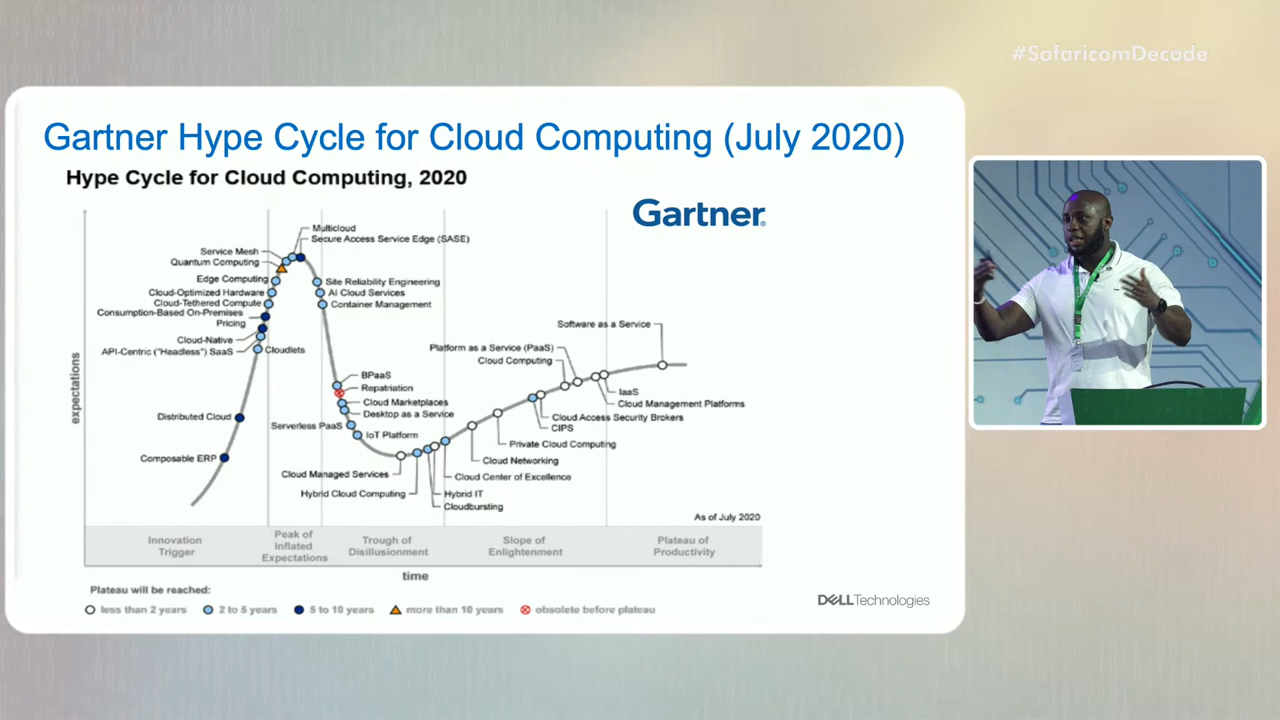 #SafaricomDecade
Gartner Hype Cycle for Cloud Computing (July 2020)
Hype Cycle for Cloud Computing, 2020
Gartner®
Multicloud
Secure Access Service Edge (SASE)
Service Mesh
Quantum Computing
Edge Computing
Cloud-Optimized Hardware
Cloud-Tethered Compute
Consumption-Based On-Premises
Pricing
Cloud-Native
API-Centric ("Headless") SaaS
Cloudlets
Distributed Cloud
Composable ERP
Site Reliability Engineering
AI Cloud Services
Container Management
BPaaS
Repatriation
Cloud Marketplaces
Desktop as a Service
Serverless PaaS
IoT Platform
Cloud Managed Services
Hybrid Cloud Computing
Hybrid IT
Cloudbursting
Cloud Center of Excellence
Cloud Networking
Private Cloud Computing
CIPS
Cloud Access Security Brokers
Cloud Computing
Platform as a Service (PaaS)
Cloud Management Platforms
IaaS
Software as a Service
expectations
As of July 2020
Innovation
Trigger
Peak of
Inflated
Expectations
Trough of
Disillusionment
Slope of
Enlightenment
Plateau of
Productivity
time
Plateau will be reached:
less than 2 years
2 to 5 years
5 to 10 years
more than 10 years
obsolete before plateau
DELLTechnologies